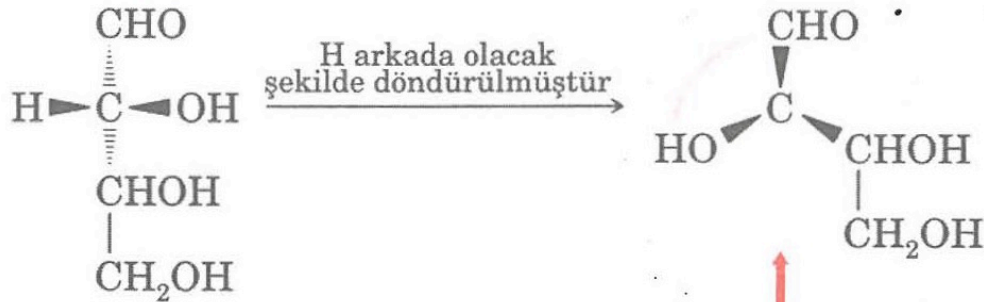 CHO
H C OH
CHOH
CH₂OH
H arkada olacak
şekilde döndürülmüştür
CHO
C
HO CHOH
CH₂OH